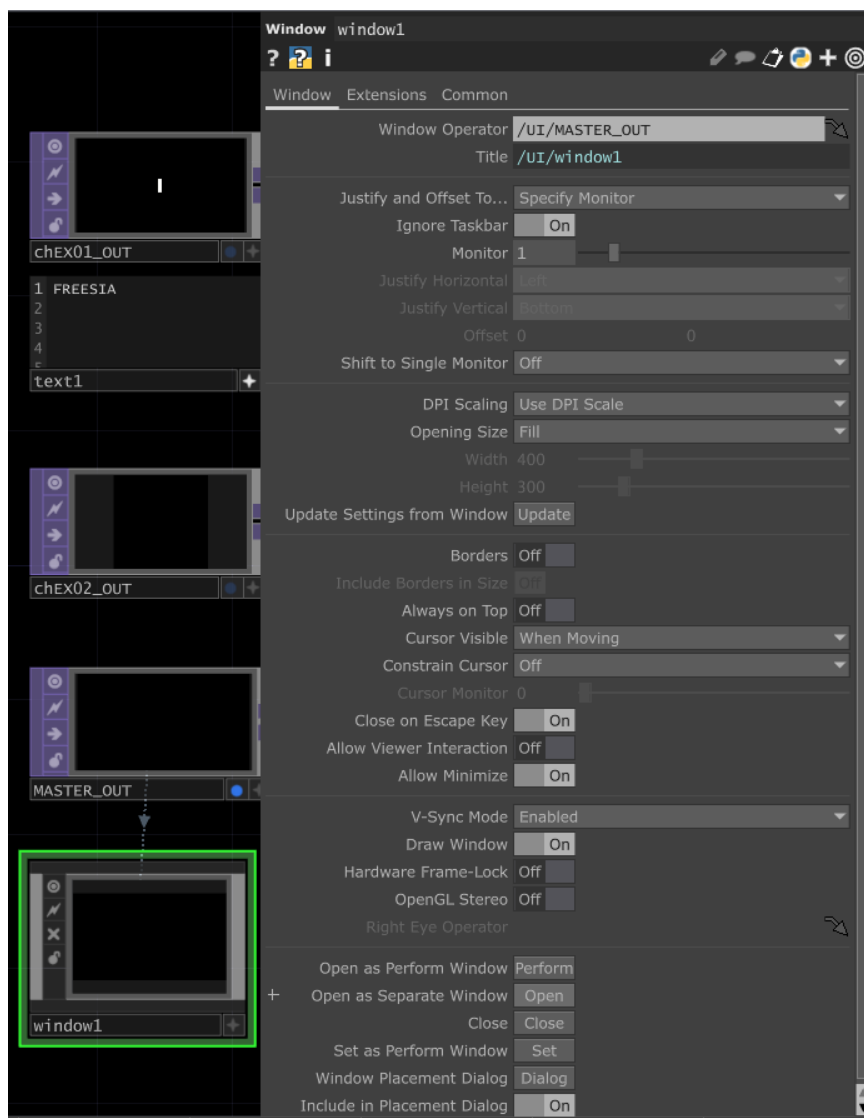 Window window1
? ? i
Window Extensions Common
Window Operator /UI/MASTER_OUT
Title /UI/window1
Justify and Offset To... Specify Monitor
Ignore Taskbar On
Monitor 1
Justify Horizontal Left
Justify Vertical Bottom
Offset 0 0
Shift to Single Monitor Off
DPI Scaling Use DPI Scale
Opening Size Fill
Width 400
Height 300
Update Settings from Window Update
Borders Off
Include Borders in Size Off
Always on Top Off
Cursor Visible When Moving
Constrain Cursor Off
Cursor Monitor 0
Close on Escape Key On
Allow Viewer Interaction Off
Allow Minimize On
V-Sync Mode Enabled
Draw Window On
Hardware Frame-Lock Off
OpenGL Stereo Off
Right Eye Operator
Open as Perform Window Perform
+ Open as Separate Window Open
Close Close
Set as Perform Window Set
Window Placement Dialog Dialog
Include in Placement Dialog On
chEX01_OUT
1 FREESIA
2
3
4
text1
chEX02_OUT
MASTER_OUT
window1